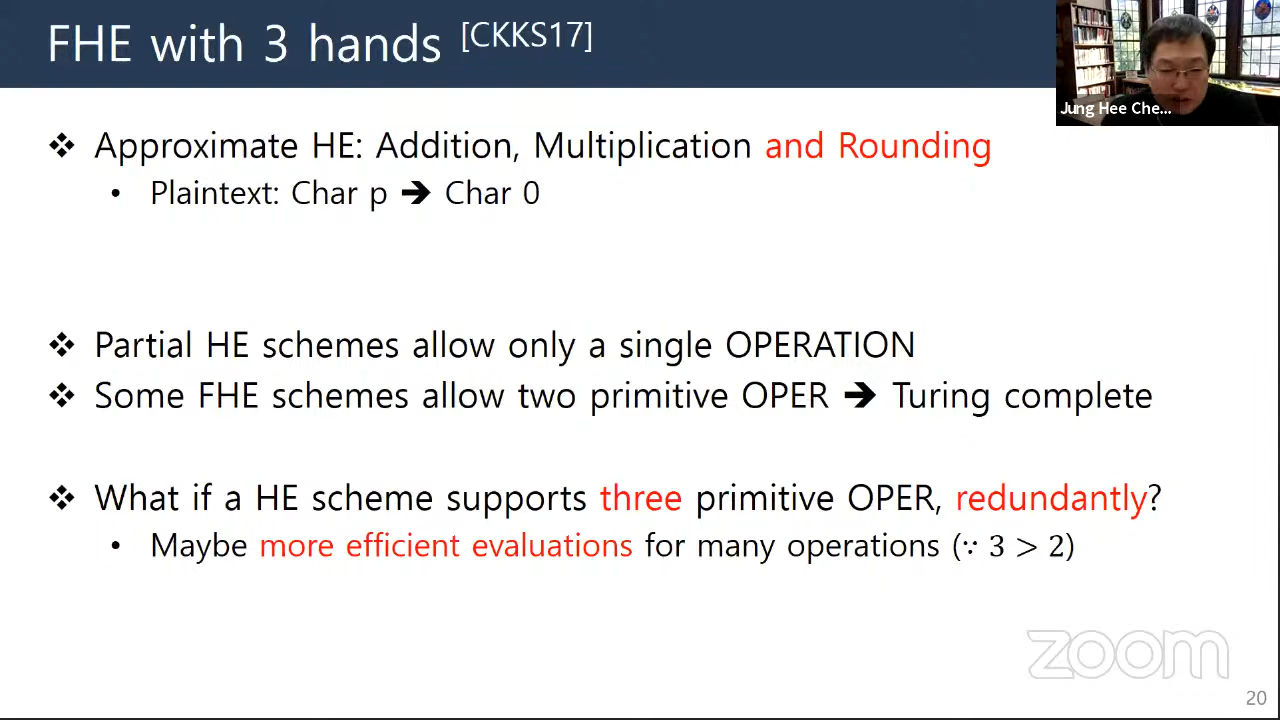 FHE with 3 hands [CKKS17]
Jung Hee Che...
❖ Approximate HE: Addition, Multiplication and Rounding
• Plaintext: Char p ➔ Char 0
❖ Partial HE schemes allow only a single OPERATION
❖ Some FHE schemes allow two primitive OPER ➔ Turing complete
❖ What if a HE scheme supports three primitive OPER, redundantly?
• Maybe more efficient evaluations for many operations (∵ 3 > 2)
zoom
20